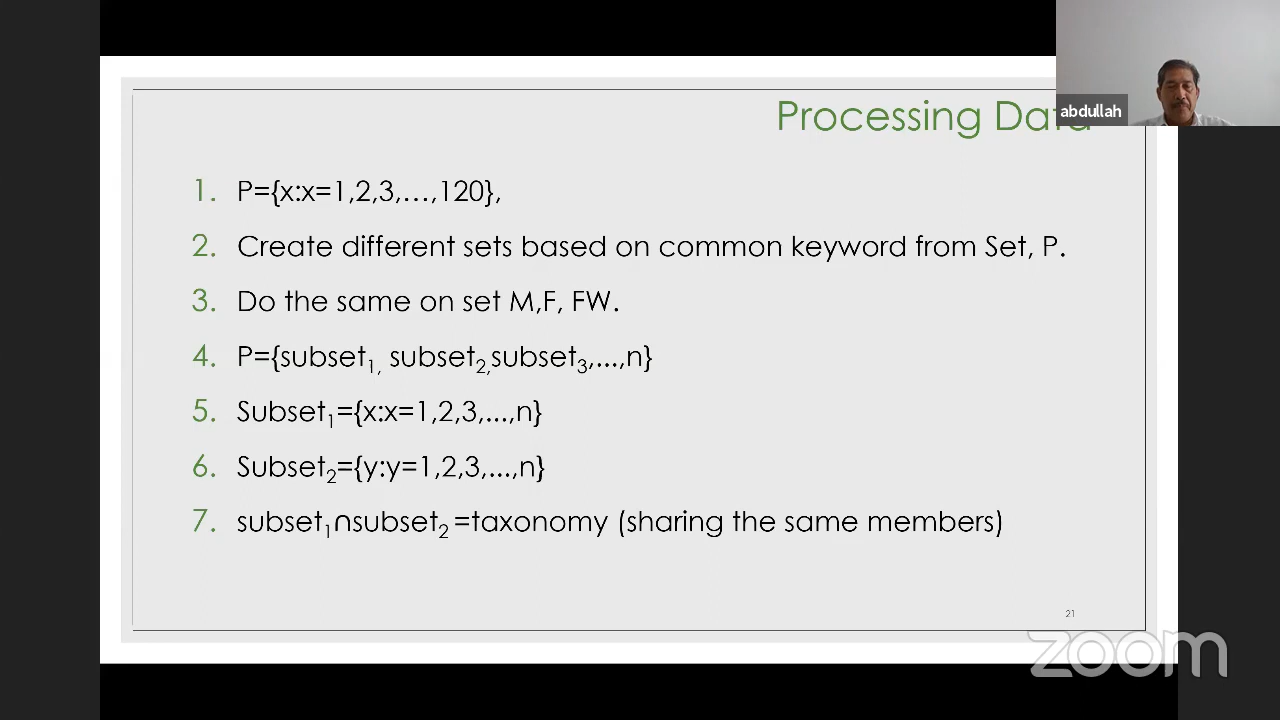 Processing Data
abdullah
1. P={x:x=1,2,3,…,120},
2. Create different sets based on common keyword from Set, P.
3. Do the same on set M,F, FW.
4. P={subset₁, subset₂,subset₃,...,n}
5. Subset₁={x:x=1,2,3,...,n}
6. Subset₂={y:y=1,2,3,...,n}
7. subset₁∩subset₂ =taxonomy (sharing the same members)
21
zoom